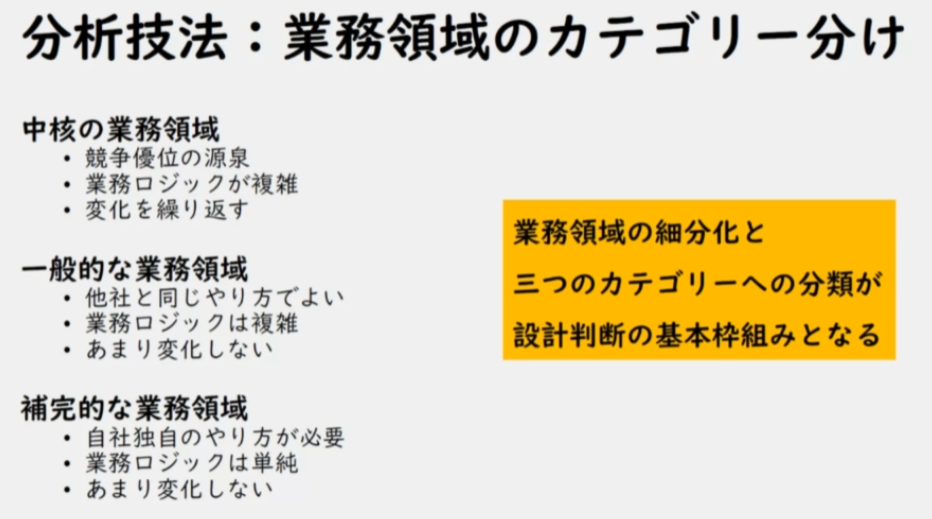 分析技法：業務領域のカテゴリー分け
中核の業務領域
• 競争優位の源泉
• 業務ロジックが複雑
• 変化を繰り返す
一般的な業務領域
• 他社と同じやり方でよい
• 業務ロジックは複雑
• あまり変化しない
補完的な業務領域
• 自社独自のやり方が必要
• 業務ロジックは単純
• あまり変化しない
業務領域の細分化と
三つのカテゴリーへの分類が
設計判断の基本枠組みとなる